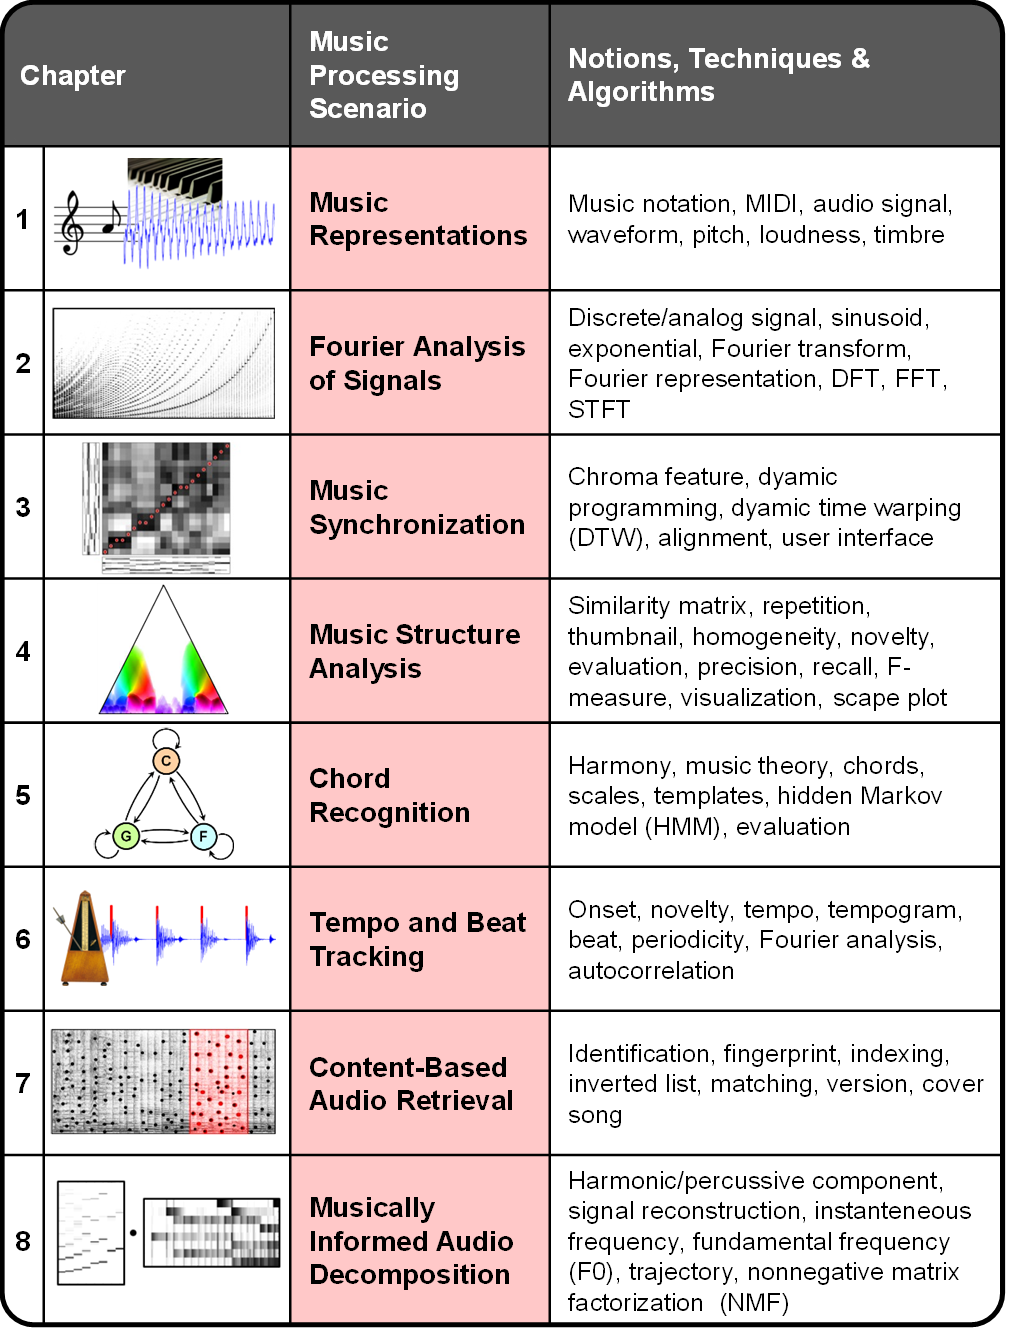 Chapter
Music
Processing
Scenario
Notions, Techniques &
Algorithms
1
Music
Representations
Music notation, MIDI, audio signal,
waveform, pitch, loudness, timbre
2
Fourier Analysis
of Signals
Discrete/analog signal, sinusoid,
exponential, Fourier transform,
Fourier representation, DFT, FFT,
STFT
3
Music
Synchronization
Chroma feature, dyamic
programming, dyamic time warping
(DTW), alignment, user interface
4
Music Structure
Analysis
Similarity matrix, repetition,
thumbnail, homogeneity, novelty,
evaluation, precision, recall, F-
measure, visualization, scape plot
5
C
G
F
Chord
Recognition
Harmony, music theory, chords,
scales, templates, hidden Markov
model (HMM), evaluation
6
Tempo and Beat
Tracking
Onset, novelty, tempo, tempogram,
beat, periodicity, Fourier analysis,
autocorrelation
7
Content-Based
Audio Retrieval
Identification, fingerprint, indexing,
inverted list, matching, version, cover
song
8
Musically
Informed Audio
Decomposition
Harmonic/percussive component,
signal reconstruction, instanteneous
frequency, fundamental frequency
(F0), trajectory, nonnegative matrix
factorization (NMF)